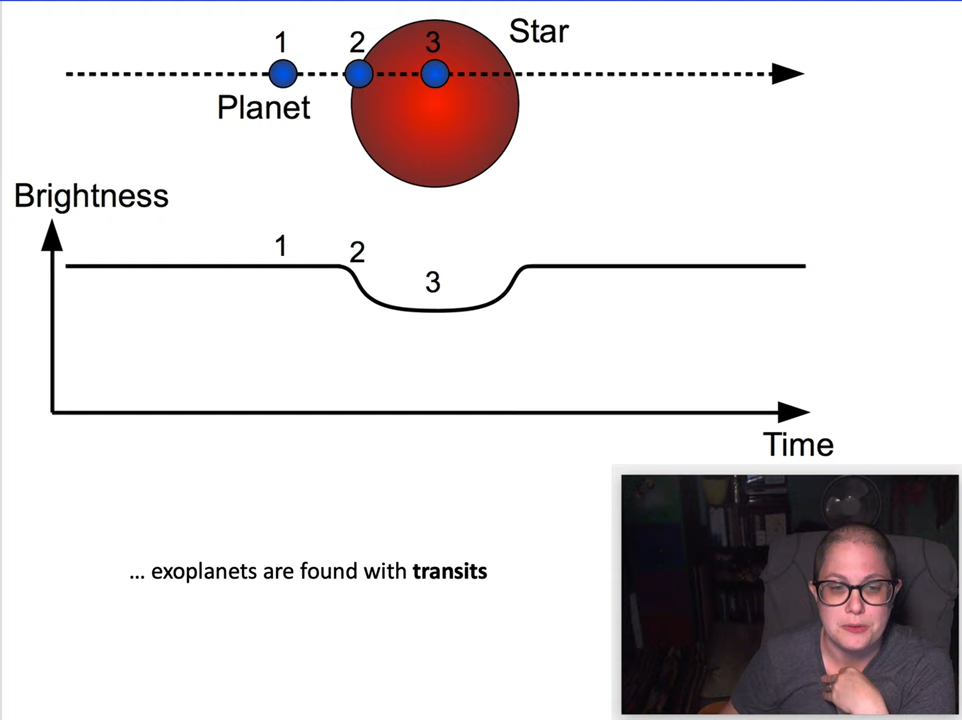 Star
1 2 3
Planet
Brightness
1 2
3
Time
... exoplanets are found with transits